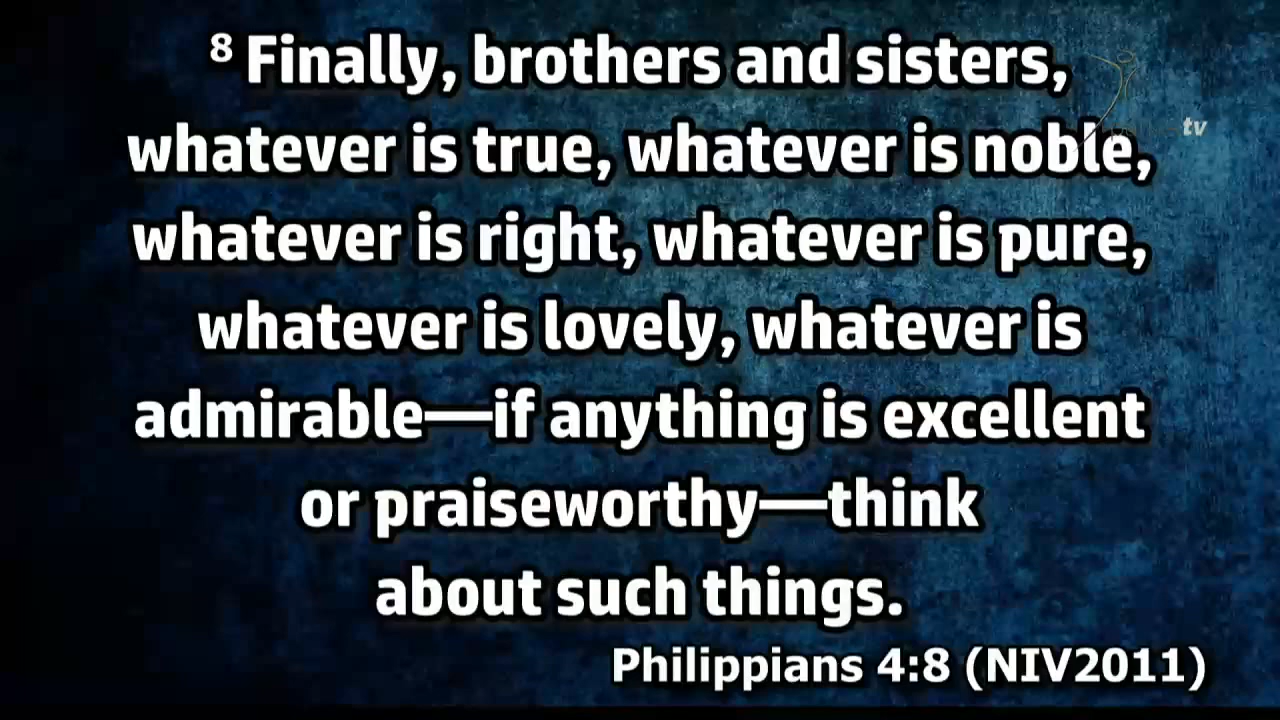 8 Finally, brothers and sisters,
whatever is true, whatever is noble,
whatever is right, whatever is pure,
whatever is lovely, whatever is
admirable—if anything is excellent
or praiseworthy—think
about such things.
Philippians 4:8 (NIV2011)
tv